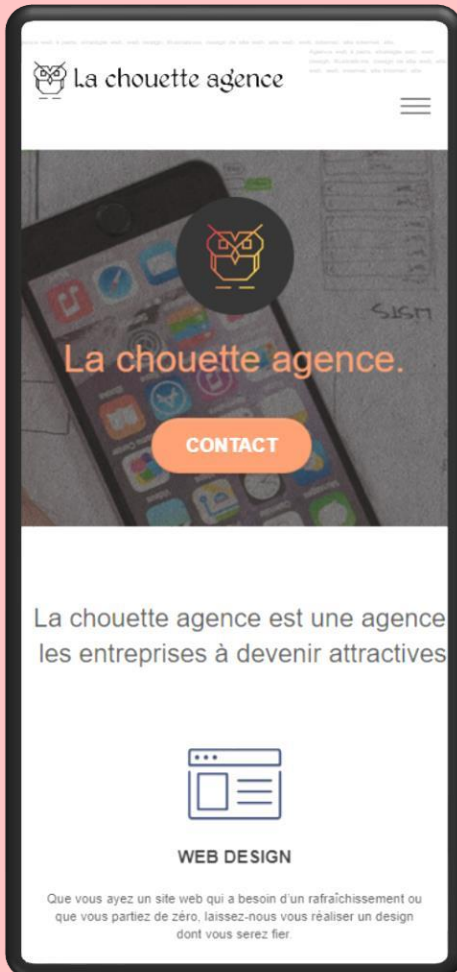 La chouette agence
La chouette agence.
CONTACT
La chouette agence est une agence
les entreprises à devenir attractives
WEB DESIGN
Que vous ayez un site web qui a besoin d'un rafraîchissement ou
que vous partiez de zéro, laissez-nous vous réaliser un design
dont vous serez fier.